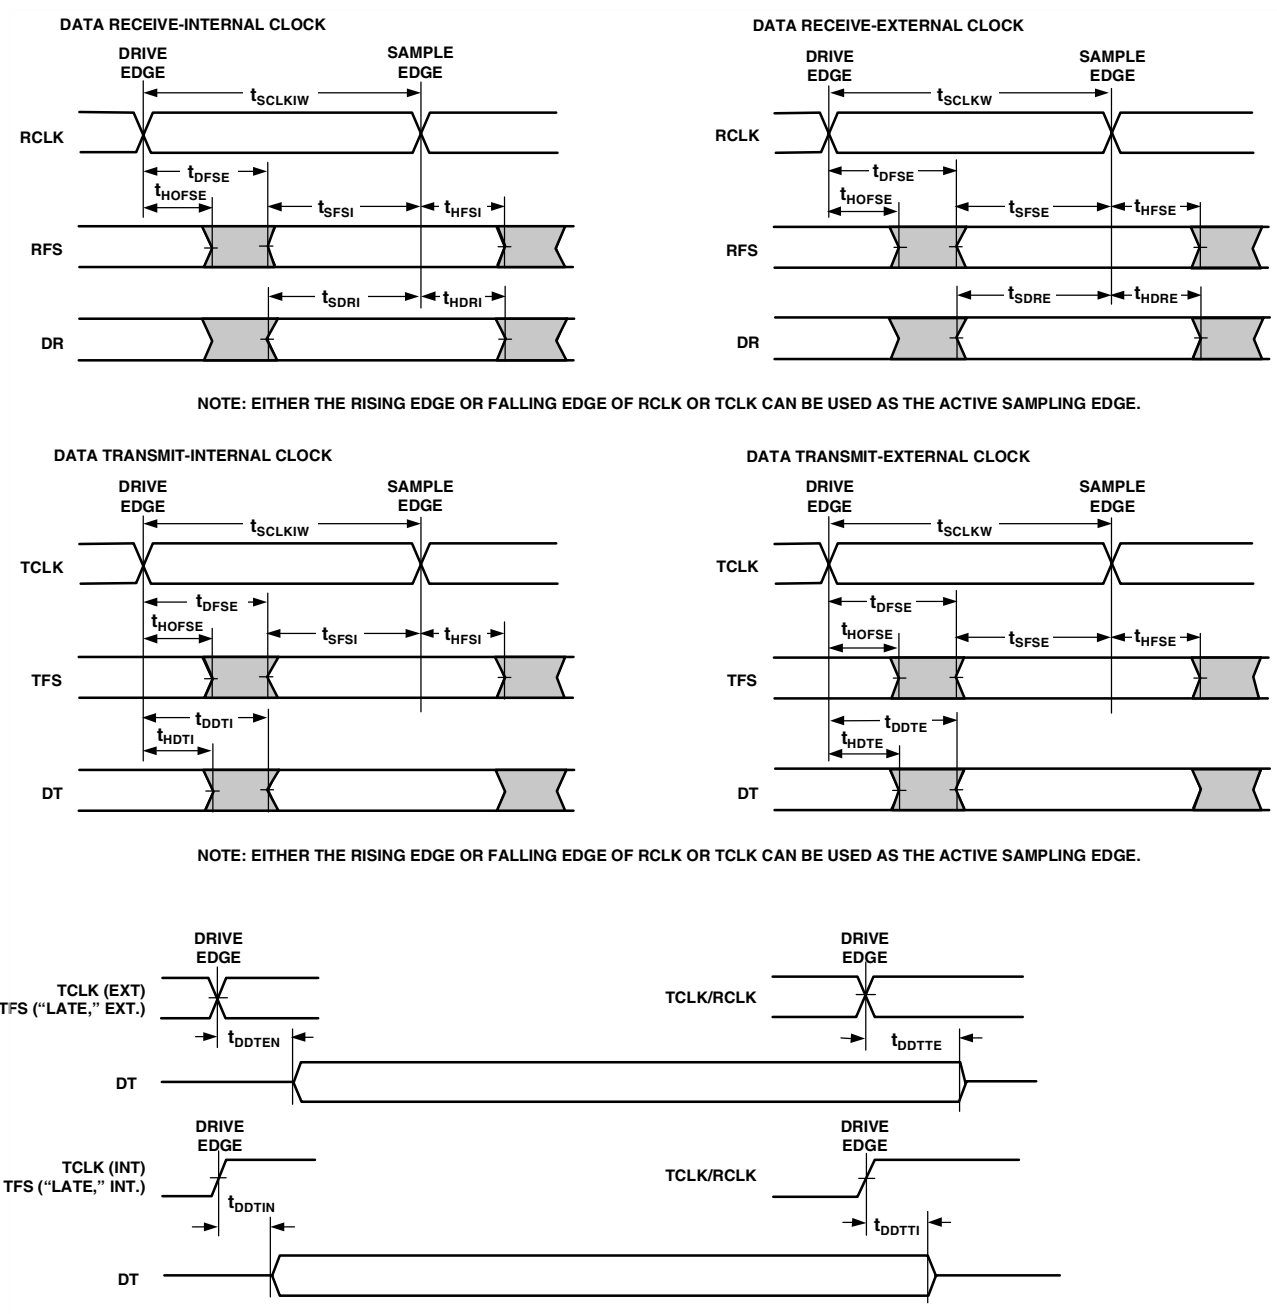 DATA RECEIVE-INTERNAL CLOCK
DRIVE
EDGE
SAMPLE
EDGE
tSCLKIW
RCLK
tDFSE
tHOFSE
tSFSI
tHFSI
RFS
tSDRI
tHDRI
DR
DATA RECEIVE-EXTERNAL CLOCK
DRIVE
EDGE
SAMPLE
EDGE
tSCLKW
RCLK
tDFSE
tHOFSE
tSFSE
tHFSE
RFS
tSDRE
tHDRE
DR
NOTE: EITHER THE RISING EDGE OR FALLING EDGE OF RCLK OR TCLK CAN BE USED AS THE ACTIVE SAMPLING EDGE.
DATA TRANSMIT-INTERNAL CLOCK
DRIVE
EDGE
SAMPLE
EDGE
tSCLKIW
TCLK
tDFSE
tHOFSE
tSFSI
tHFSI
TFS
tDDTI
tHDTI
DT
DATA TRANSMIT-EXTERNAL CLOCK
DRIVE
EDGE
SAMPLE
EDGE
tSCLKW
TCLK
tDFSE
tHOFSE
tSFSE
tHFSE
TFS
tDDTE
tHDTE
DT
NOTE: EITHER THE RISING EDGE OR FALLING EDGE OF RCLK OR TCLK CAN BE USED AS THE ACTIVE SAMPLING EDGE.
DRIVE
EDGE
TCLK (EXT)
TFS (“LATE,” EXT.)
tDDTEN
DRIVE
EDGE
TCLK/RCLK
tDDTTE
DT
DRIVE
EDGE
TCLK (INT)
TFS (“LATE,” INT.)
tDDTIN
DRIVE
EDGE
TCLK/RCLK
tDDTTI
DT